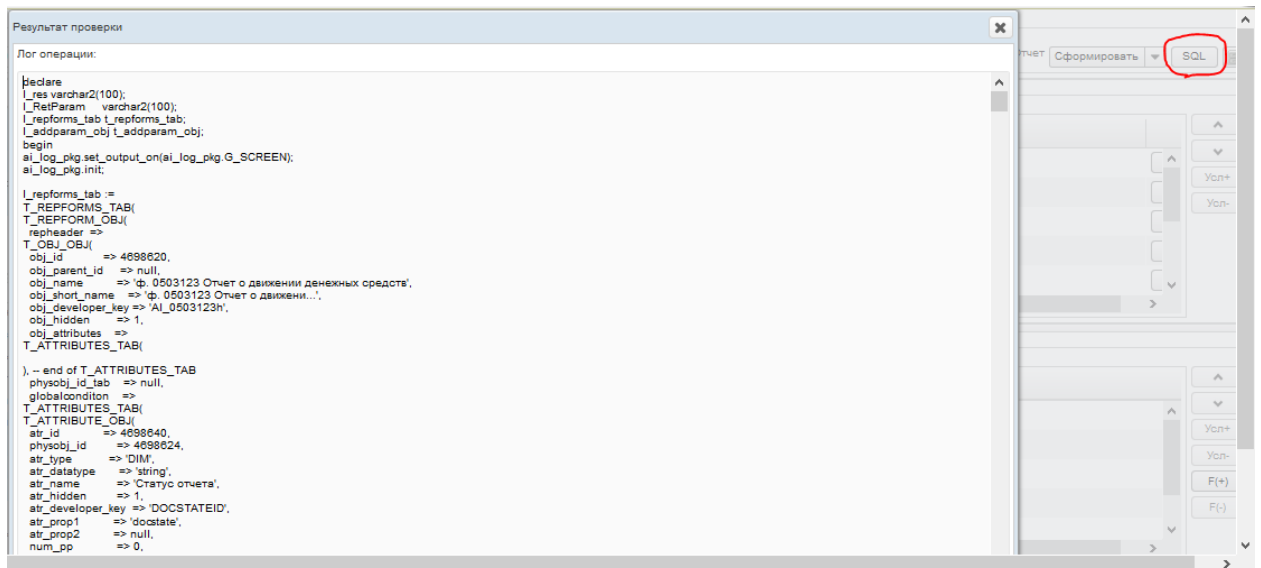 Результат проверки
Лог операции:
declare
l_res varchar2(100);
l_RetParam varchar2(100);
l_repforms_tab t_repforms_tab;
l_addparam_obj t_addparam_obj;
begin
ai_log_pkg.set_output_on(ai_log_pkg.G_SCREEN);
ai_log_pkg.init;
l_repforms_tab :=
T_REPFORMS_TAB(
T_REPFORM_OBJ(
repheader =>
T_OBJ_OBJ(
obj_id => 4698620,
obj_parent_id => null,
obj_name => 'ф. 0503123 Отчет о движении денежных средств',
obj_short_name => 'ф. 0503123 Отчет о движени...',
obj_developer_key => 'AI_0503123h',
obj_hidden => 1,
obj_attributes =>
T_ATTRIBUTES_TAB(
), -- end of T_ATTRIBUTES_TAB
physobj_id_tab => null,
globalconditon =>
T_ATTRIBUTES_TAB(
T_ATTRIBUTE_OBJ(
atr_id => 4698640,
physobj_id => 4698624,
atr_type => 'DIM',
atr_datatype => 'string',
atr_name => 'Статус отчета',
atr_hidden => 1,
atr_developer_key => 'DOCSTATEID',
atr_prop1 => 'docstate',
atr_prop2 => null,
num_pp => 0,
Сформировать SQL
Усл+
Усл-
Усл+
Усл-
F(+)
F(-)